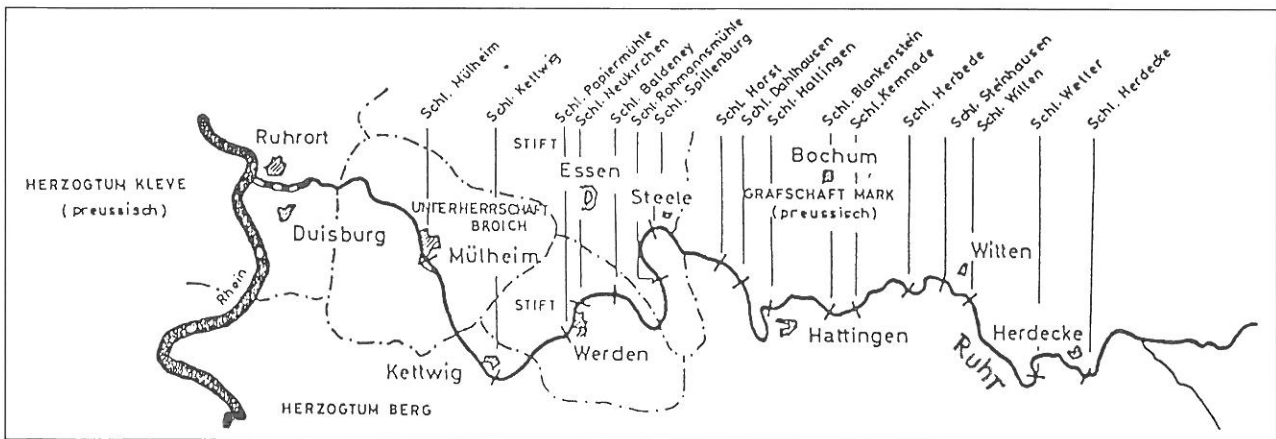 Schl. Mülheim
Schl. Kettwig
Schl. Papiermühle
Schl. Neukirchen
Schl. Baldeney
Schl. Rohmannsmühle
Schl. Spillenburg
Schl. Horst
Schl. Dahlhausen
Schl. Hattingen
Schl. Blankenstein
Schl. Kemnade
Schl. Herbede
Schl. Steinhausen
Schl. Witten
Schl. Wetter
Schl. Herdecke
Ruhrort
STIFT
Essen
Bochum
HERZOGTUM KLEVE
(preussisch)
Steele
GRAFSCHAFT MARK
(preussisch)
UNTERHERRSCHAFT
BROICH
Duisburg
Mülheim
Witten
Rhein
STIFT
Werden
Hattingen
Herdecke
Ruhr
Kettwig
HERZOGTUM BERG